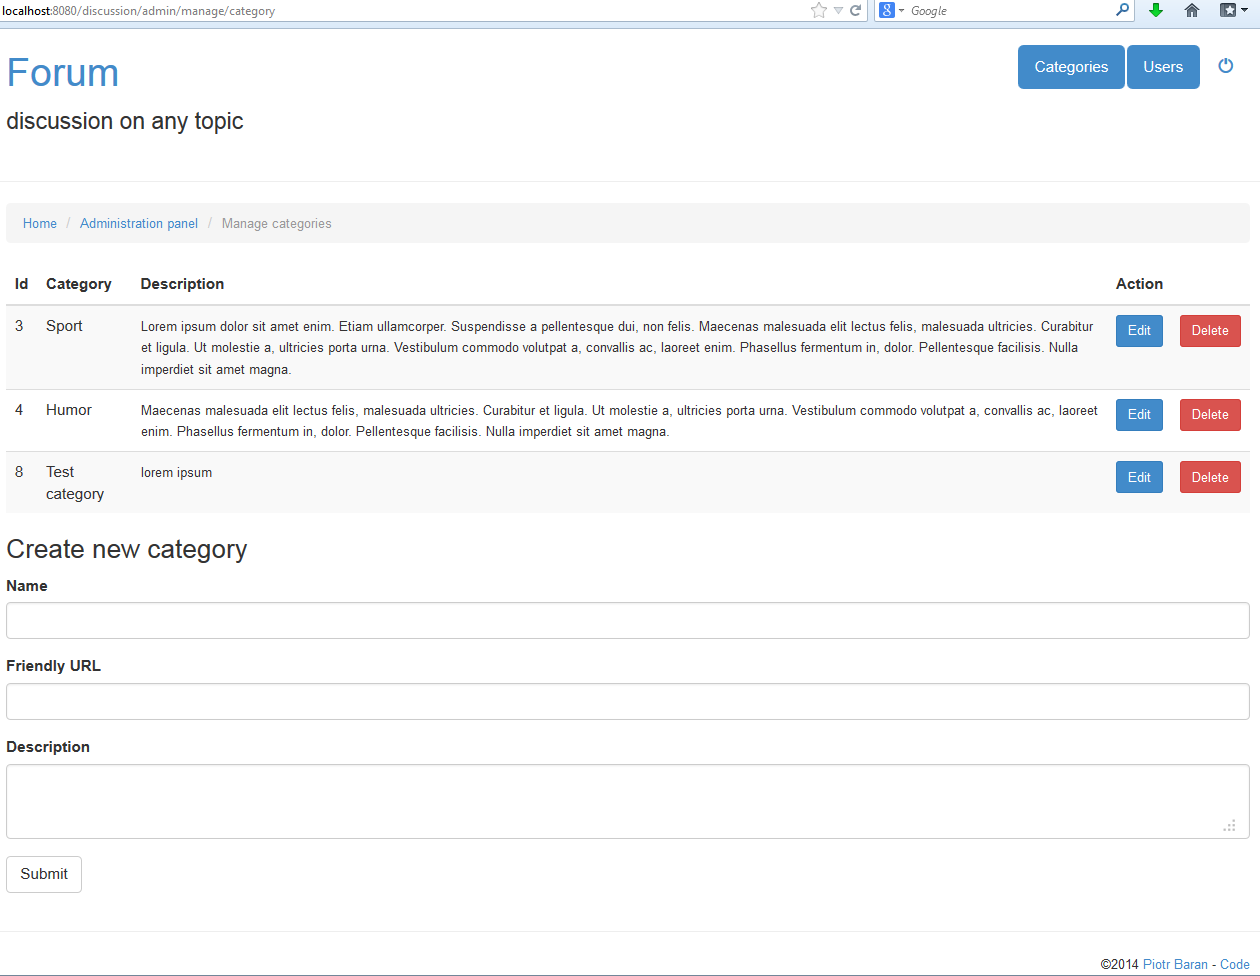 localhost:8080/discussion/admin/manage/category
Google
Forum
Categories
Users
discussion on any topic
Home / Administration panel / Manage categories
Id Category Description Action
3 Sport Lorem ipsum dolor sit amet enim. Etiam ullamcorper. Suspendisse a pellentesque dui, non felis. Maecenas malesuada elit lectus felis, malesuada ultricies. Curabitur Edit Delete
et ligula. Ut molestie a, ultricies porta urna. Vestibulum commodo volutpat a, convallis ac, laoreet enim. Phasellus fermentum in, dolor. Pellentesque facilisis. Nulla
imperdiet sit amet magna.
4 Humor Maecenas malesuada elit lectus felis, malesuada ultricies. Curabitur et ligula. Ut molestie a, ultricies porta urna. Vestibulum commodo volutpat a, convallis ac, laoreet Edit Delete
enim. Phasellus fermentum in, dolor. Pellentesque facilisis. Nulla imperdiet sit amet magna.
8 Test lorem ipsum Edit Delete
category
Create new category
Name
Friendly URL
Description
Submit
©2014 Piotr Baran - Code